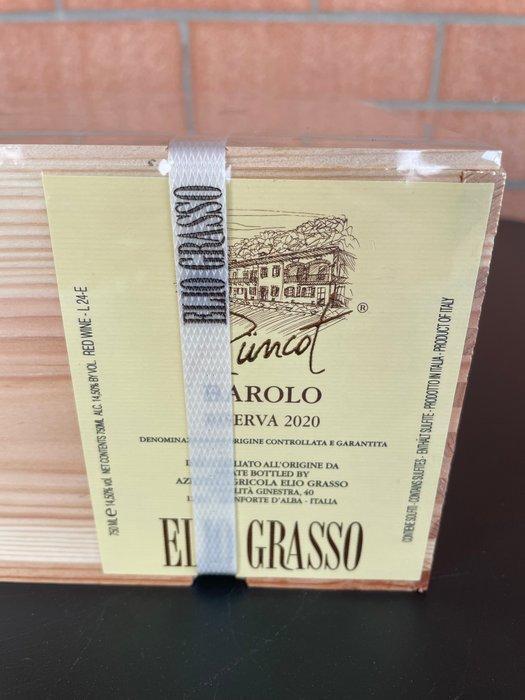 ELIO GRASSO
®
Rüncot
BAROLO
RISERVA 2020
DENOMINAZIONE DI ORIGINE CONTROLLATA E GARANTITA
IMBOTTIGLIATO ALL'ORIGINE DA
ESTATE BOTTLED BY
AZIENDA AGRICOLA ELIO GRASSO
LOCALITÀ GINESTRA, 40
MONFORTE D'ALBA - ITALIA
ELIO GRASSO
750 ML e 14,50% vol. NET CONTENTS 750ML ALC. 14,50% BY VOL. RED WINE - L 24-E
CONTIENE SOLFITI - CONTAINS SULFITES - ENTHÄLT SULFITE - PRODOTTO IN ITALIA - PRODUCT OF ITALY